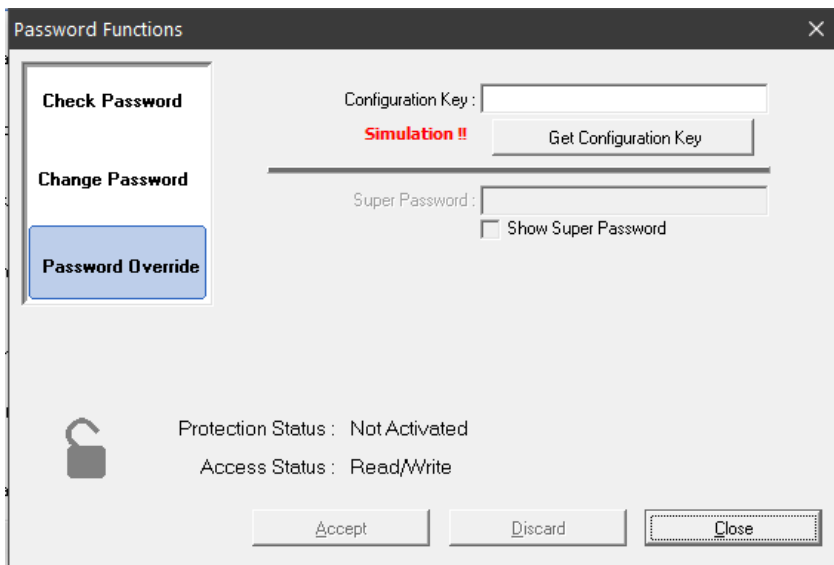 Password Functions
Check Password
Change Password
Password Override
Configuration Key :
Simulation !!
Get Configuration Key
Super Password :
Show Super Password
Protection Status : Not Activated
Access Status : Read/Write
Accept
Discard
Close